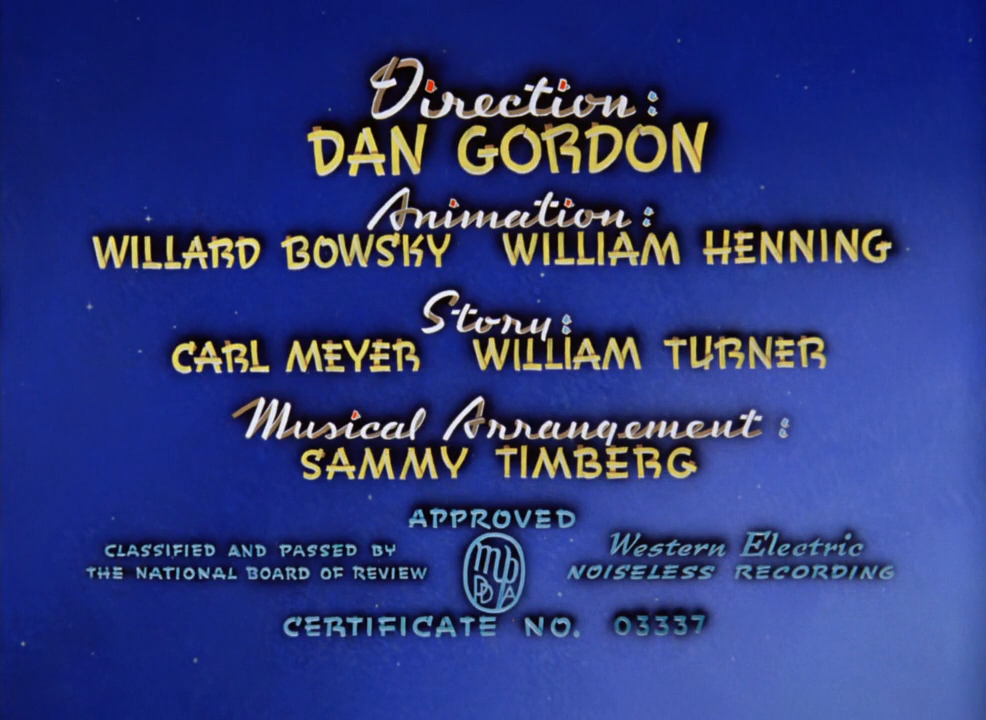 Direction:
DAN GORDON
Animation:
WILLARD BOWSKY WILLIAM HENNING
Story:
CARL MEYER WILLIAM TURNER
Musical Arrangement:
SAMMY TIMBERG
APPROVED
CLASSIFIED AND PASSED BY
THE NATIONAL BOARD OF REVIEW
MPPDA
Western Electric
NOISELESS RECORDING
CERTIFICATE NO. 03337